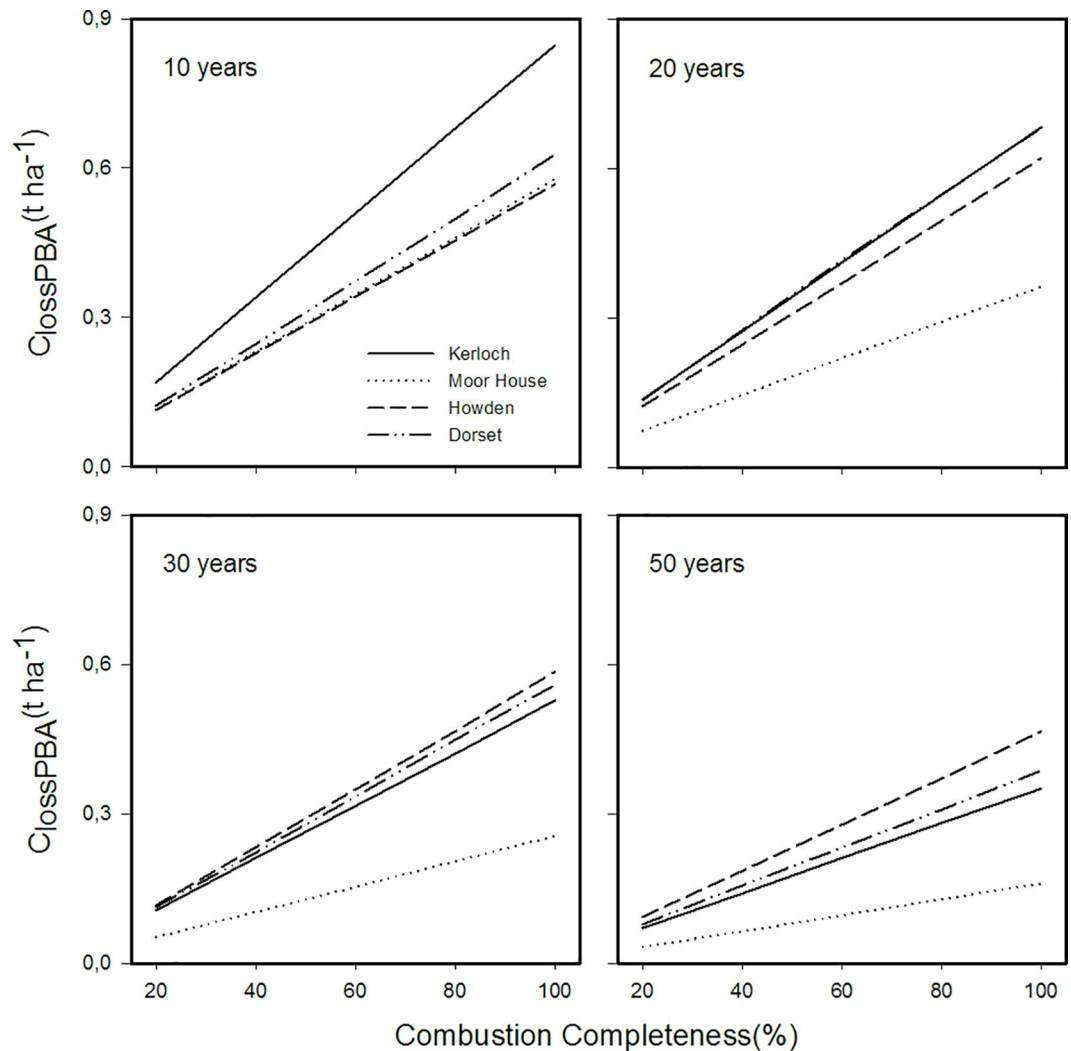 0,9
10 years
20 years
0,6
ClossPBA(t ha-1)
0,3
Kerloch
Moor House
Howden
Dorset
0,0
0,9
30 years
50 years
0,6
ClossPBA(t ha-1)
0,3
0,0
20 40 60 80 100 20 40 60 80 100
Combustion Completeness(%)